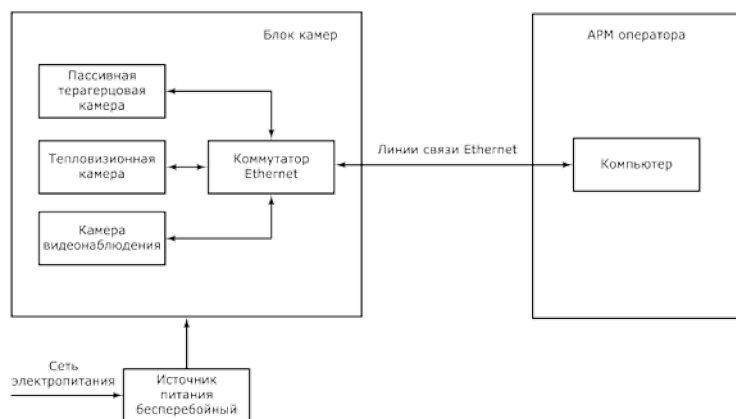 Блок камер
АРМ оператора
Пассивная
терагерцовая
камера
Тепловизионная
камера
Коммутатор
Ethernet
Линии связи Ethernet
Компьютер
Камера
видеонаблюдения
Сеть
электропитания
Источник
питания
бесперебойный